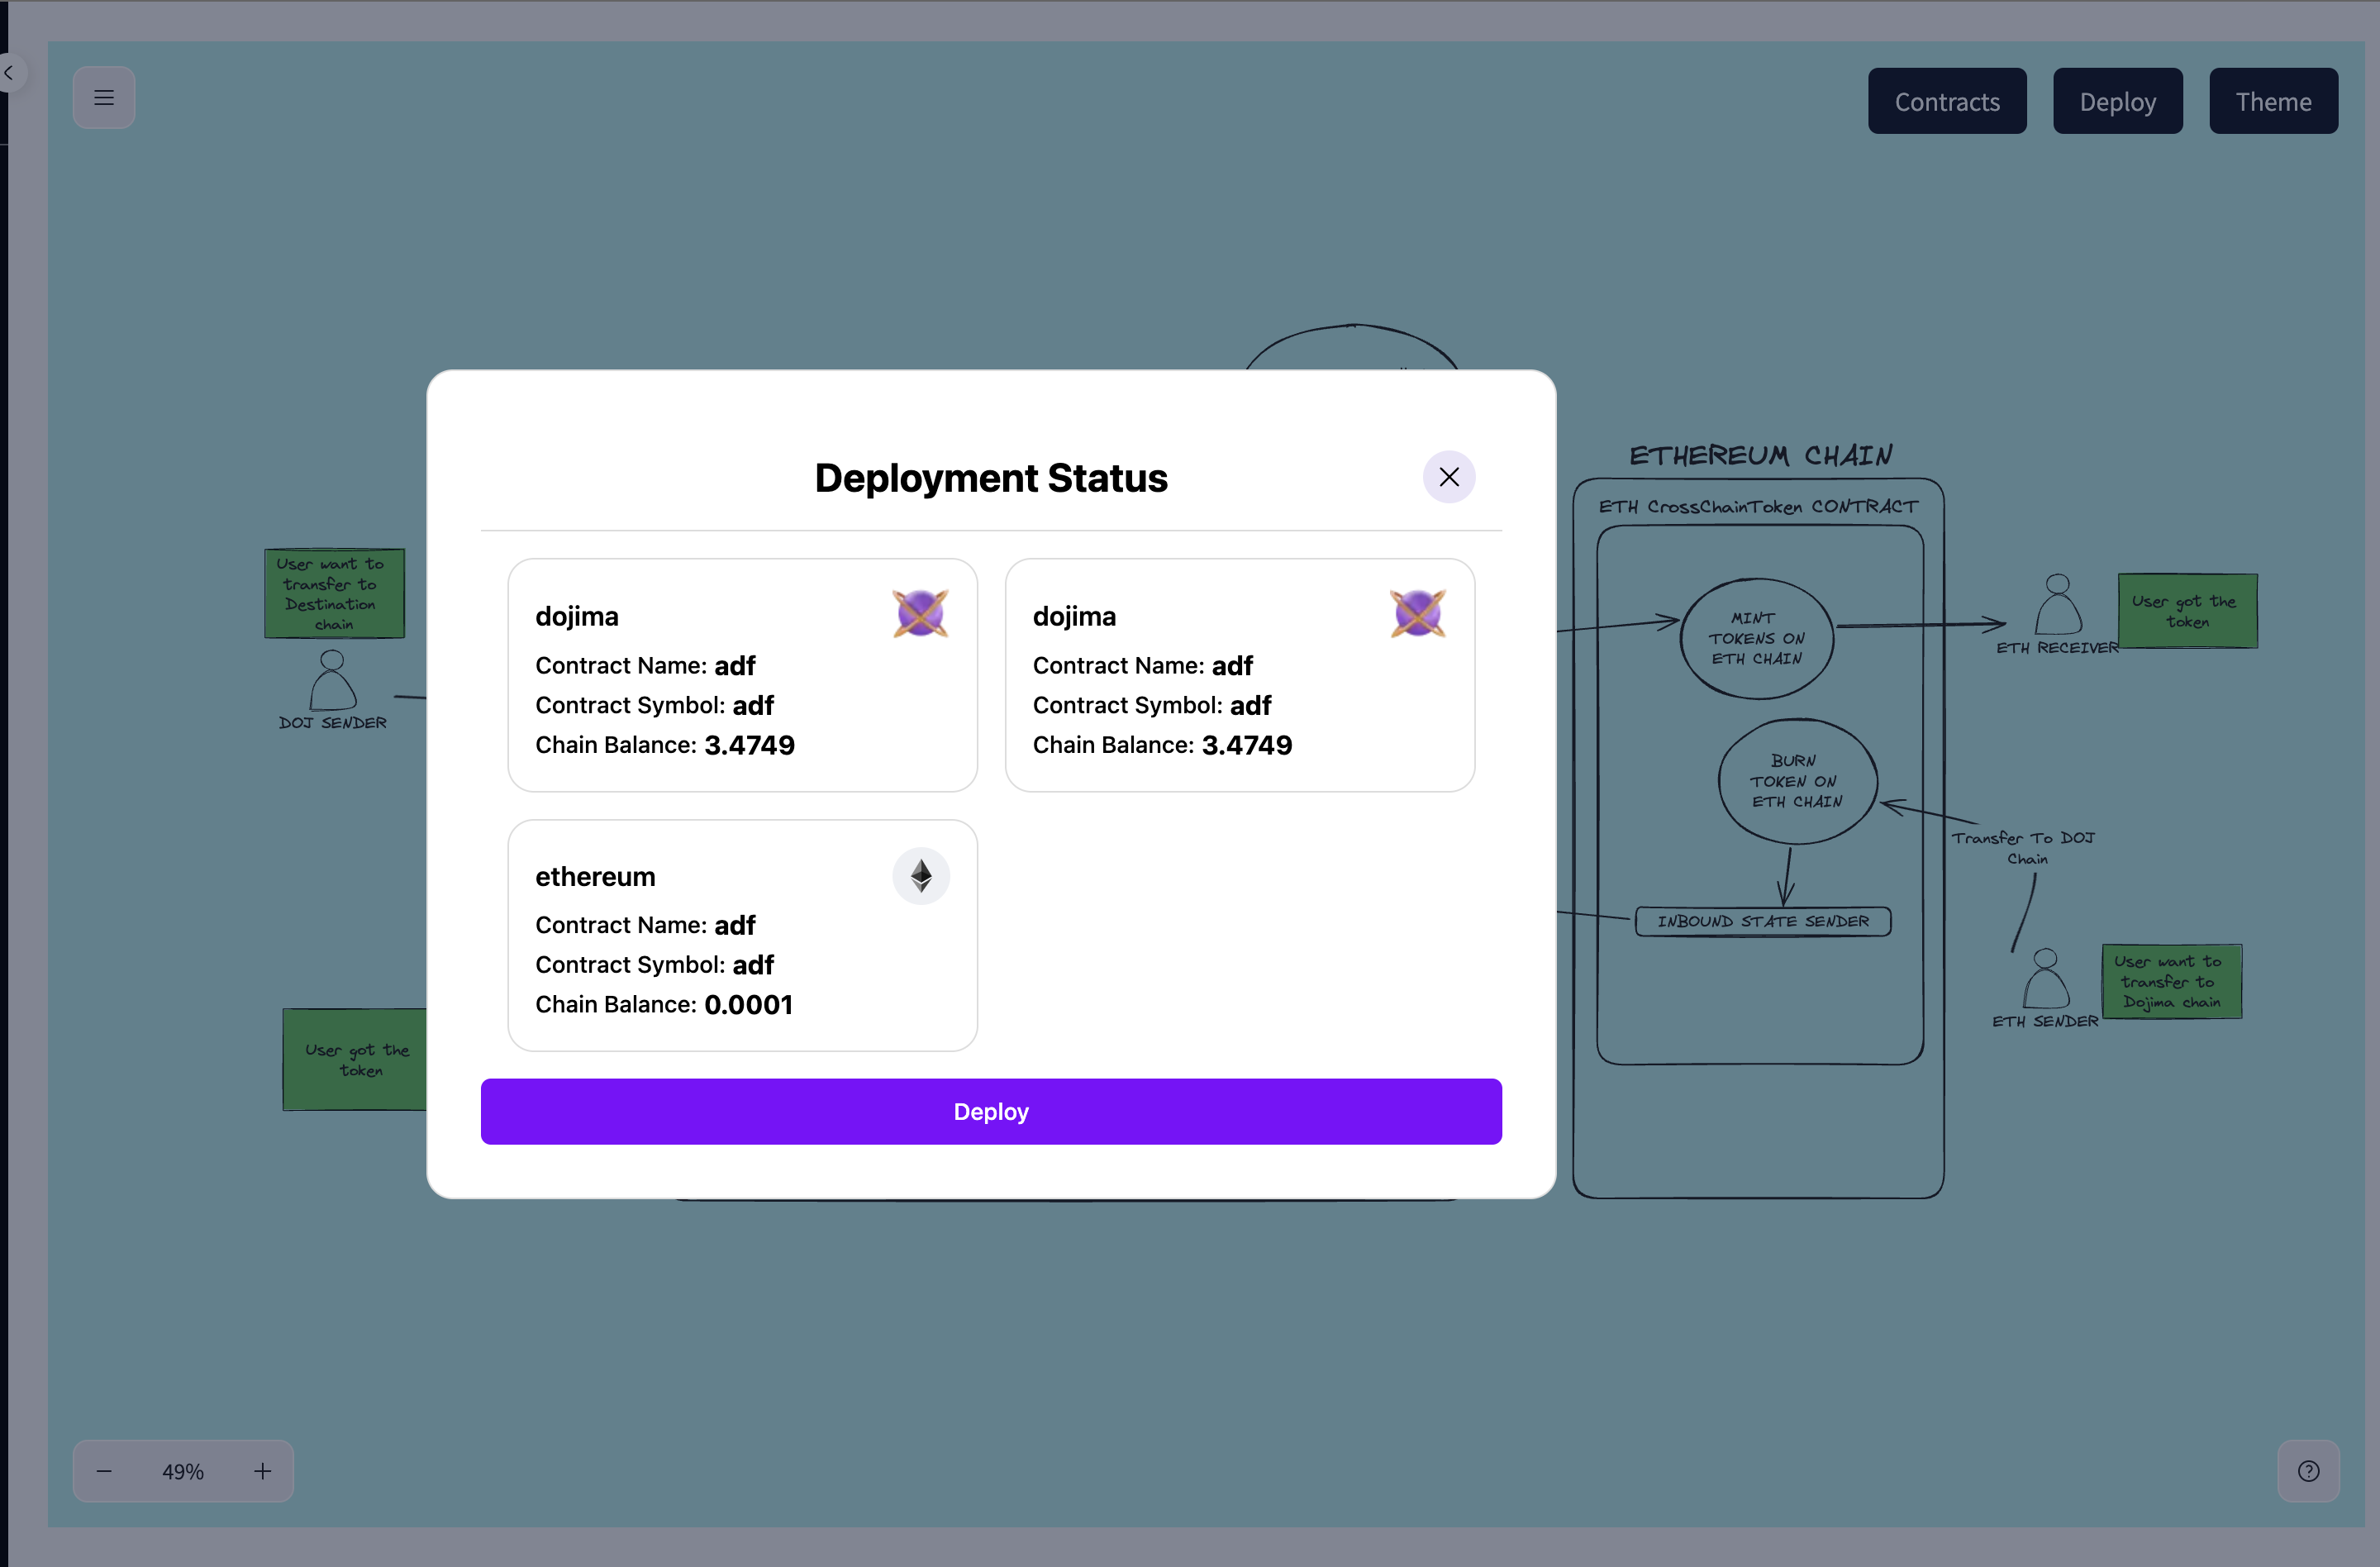 Contracts
Deploy
Theme
Deployment Status
dojima
Contract Name: adf
Contract Symbol: adf
Chain Balance: 3.4749
dojima
Contract Name: adf
Contract Symbol: adf
Chain Balance: 3.4749
ethereum
Contract Name: adf
Contract Symbol: adf
Chain Balance: 0.0001
Deploy
User want to
transfer to
Destination
chain
DOJ SENDER
User got the
token
ETHEREUM CHAIN
ETH CrossChainToken CONTRACT
MINT
TOKENS ON
ETH CHAIN
BURN
TOKEN ON
ETH CHAIN
INBOUND STATE SENDER
ETH RECEIVER
User got the
token
Transfer To DOJ
Chain
ETH SENDER
User want to
transfer to
Dojima chain
49%